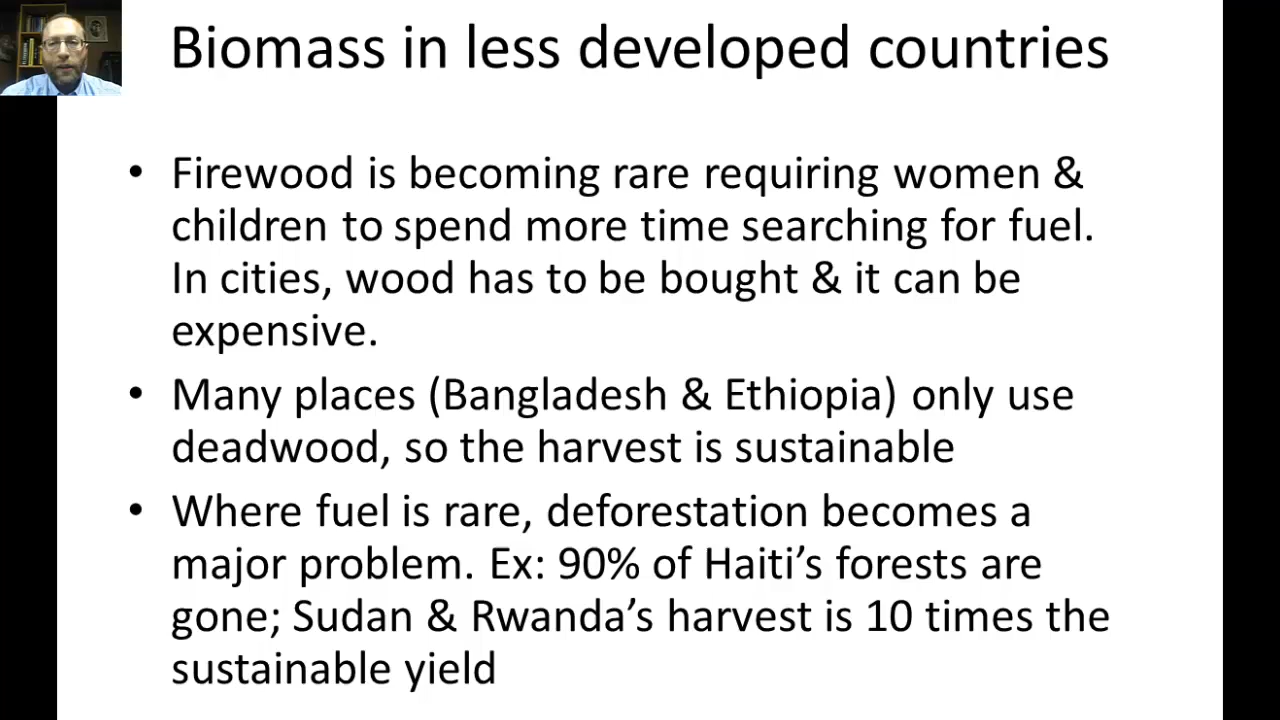 Biomass in less developed countries
• Firewood is becoming rare requiring women &
children to spend more time searching for fuel.
In cities, wood has to be bought & it can be
expensive.
• Many places (Bangladesh & Ethiopia) only use
deadwood, so the harvest is sustainable
• Where fuel is rare, deforestation becomes a
major problem. Ex: 90% of Haiti’s forests are
gone; Sudan & Rwanda’s harvest is 10 times the
sustainable yield